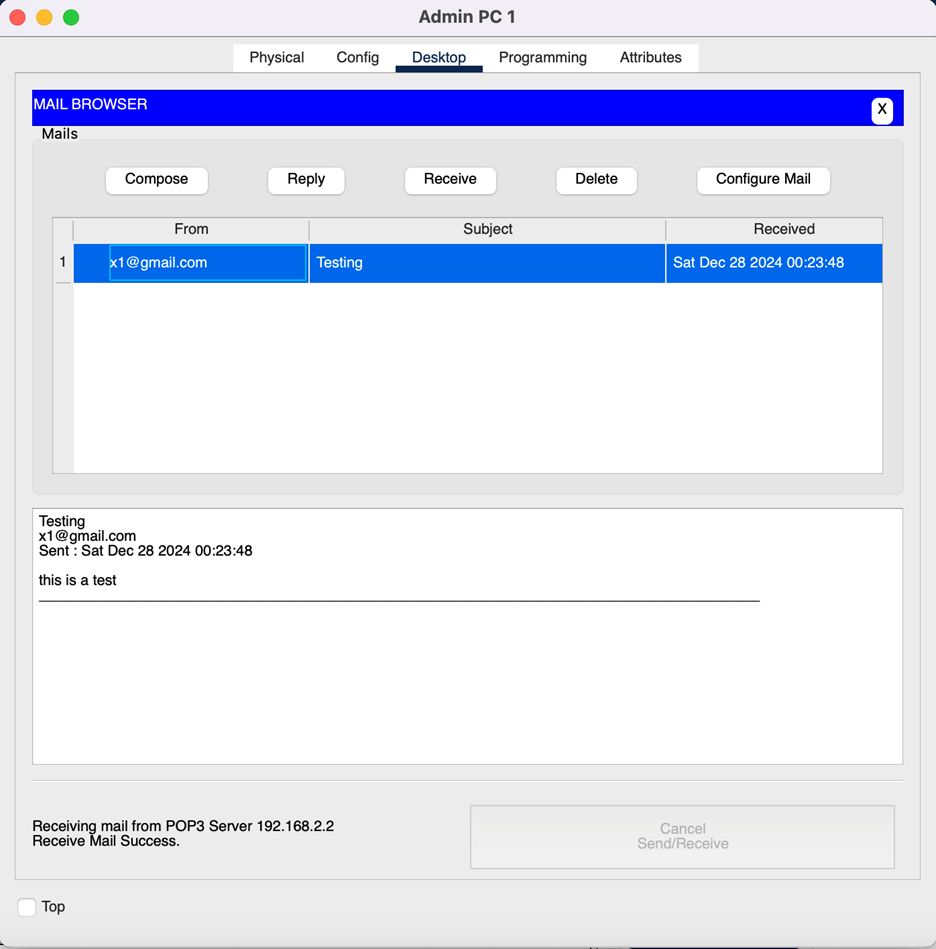 Admin PC 1
Physical Config Desktop Programming Attributes
MAIL BROWSER X
Mails
Compose Reply Receive Delete Configure Mail
From Subject Received
1 x1@gmail.com Testing Sat Dec 28 2024 00:23:48
Testing
x1@gmail.com
Sent : Sat Dec 28 2024 00:23:48
this is a test
Receiving mail from POP3 Server 192.168.2.2
Receive Mail Success.
Cancel
Send/Receive
Top